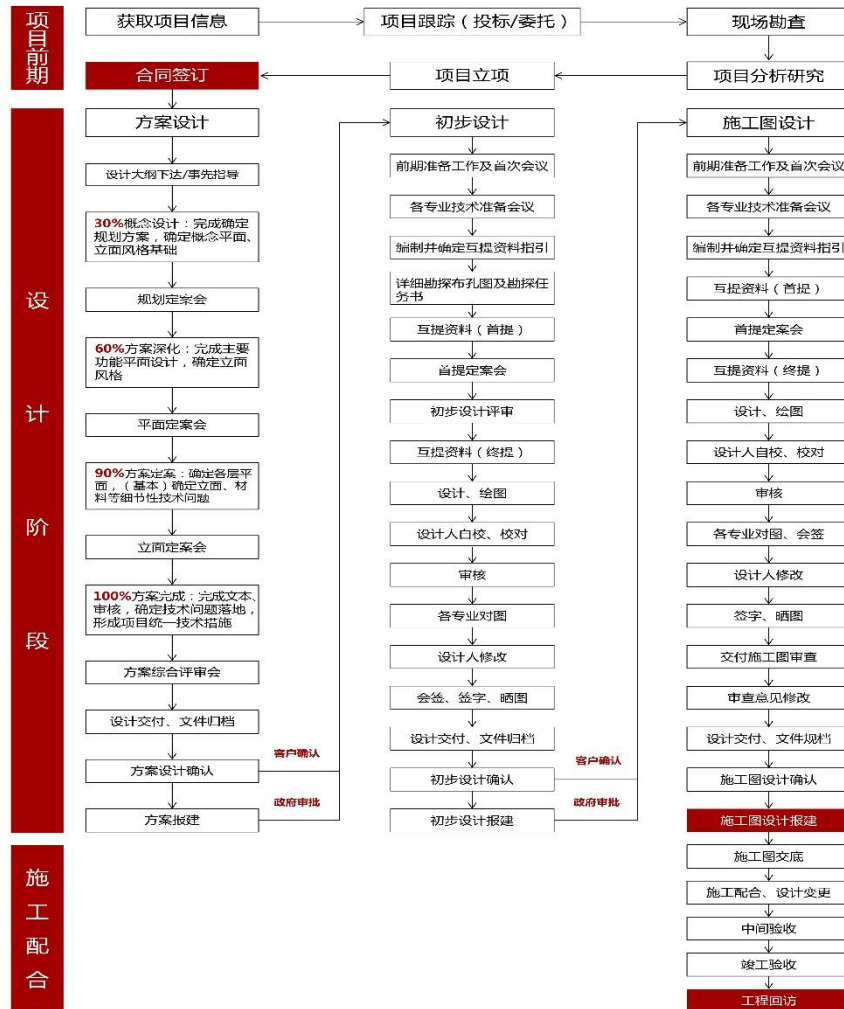 项目前期
获取项目信息
项目跟踪（投标/委托）
现场勘查
合同签订
项目立项
项目分析研究
设计阶段
方案设计
设计大纲下达/事先指导
30%概念设计：完成确定
规划方案，确定概念平面、
立面风格基础
规划定案会
60%方案深化：完成主要
功能平面设计，确定立面
风格
平面定案会
90%方案定案：确定各层平
面，（基本）确定立面、材
料等细节性技术问题
立面定案会
100%方案完成：完成文本、
审核，确定技术问题落地，
形成项目统一技术措施
方案综合评审会
设计交付、文件归档
方案设计确认
方案报建
客户确认
政府审批
初步设计
前期准备工作及首次会议
各专业技术准备会议
编制并确定互提资料指引
详细勘探布孔图及勘探任
务书
互提资料（首提）
首提定案会
初步设计评审
互提资料（终提）
设计、绘图
设计人自校、校对
审核
各专业对图
设计人修改
会签、签字、晒图
设计交付、文件归档
初步设计确认
初步设计报建
客户确认
政府审批
施工图设计
前期准备工作及首次会议
各专业技术准备会议
编制并确定互提资料指引
互提资料（首提）
首提定案会
互提资料（终提）
设计、绘图
设计人自校、校对
审核
各专业对图、会签
设计人修改
签字、晒图
交付施工图审查
审查意见修改
设计交付、文件规档
施工图设计确认
施工图设计报建
施工配合
施工图交底
施工配合、设计变更
中间验收
竣工验收
工程回访